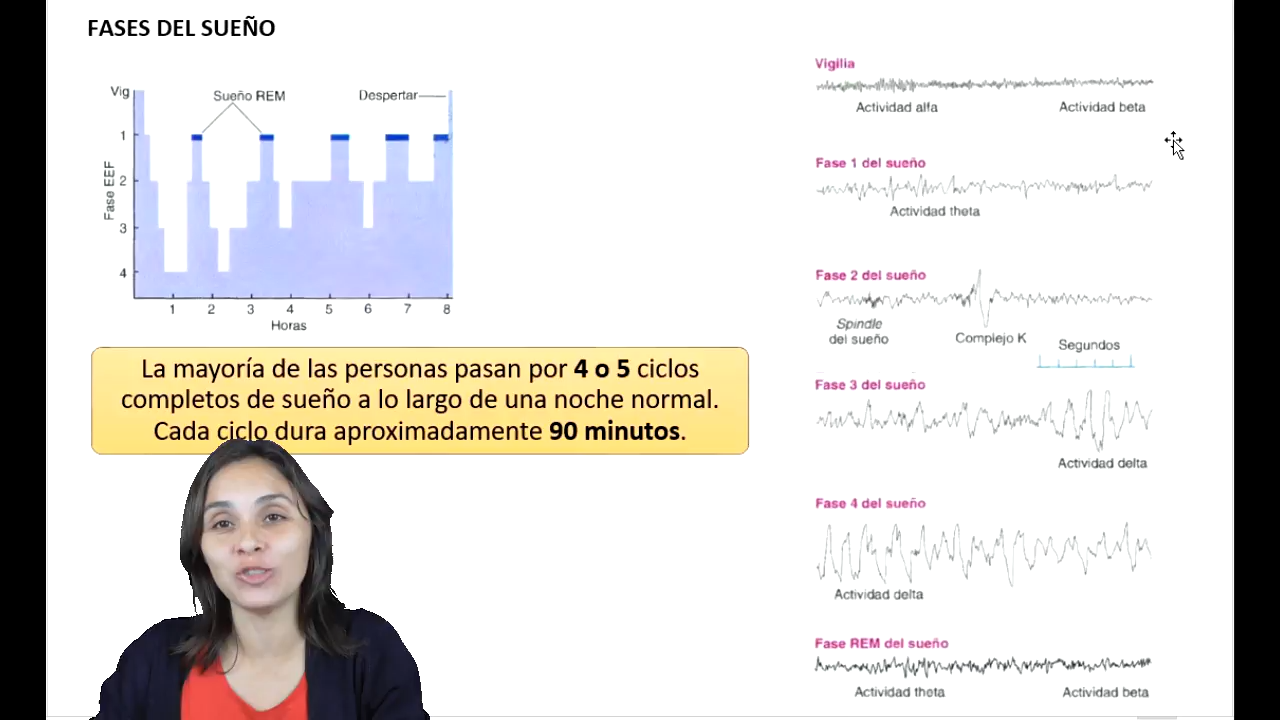 FASES DEL SUEÑO
Vig
Sueño REM
Despertar
1
2
3
4
Fase EEF
1 2 3 4 5 6 7 8
Horas
La mayoría de las personas pasan por 4 o 5 ciclos
completos de sueño a lo largo de una noche normal.
Cada ciclo dura aproximadamente 90 minutos.
Vigilia
Actividad alfa
Actividad beta
Fase 1 del sueño
Actividad theta
Fase 2 del sueño
Spindle
del sueño
Complejo K
Segundos
Fase 3 del sueño
Actividad delta
Fase 4 del sueño
Actividad delta
Fase REM del sueño
Actividad theta
Actividad beta